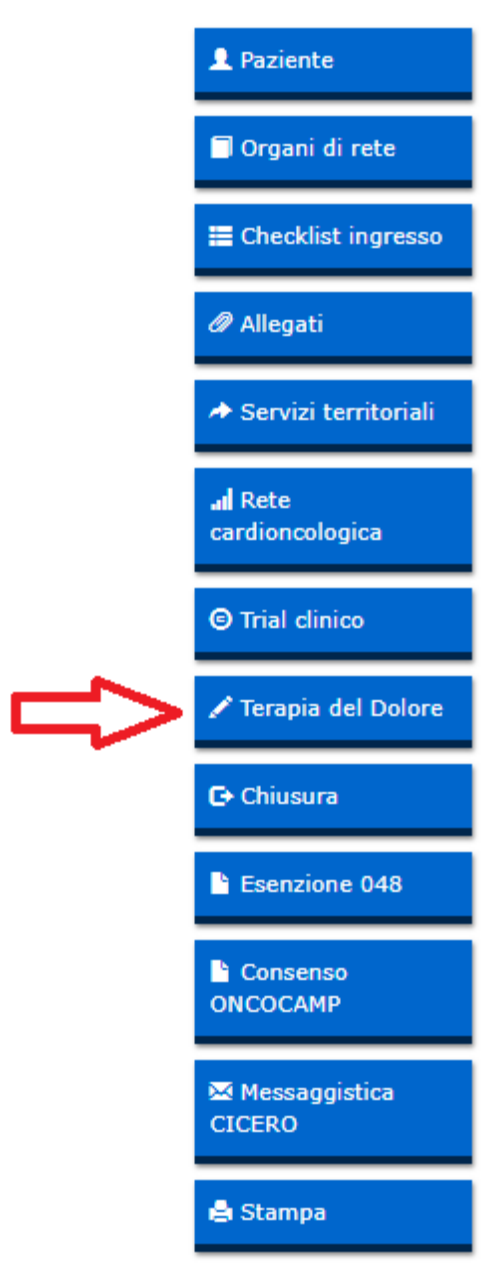 Paziente
Organi di rete
Checklist ingresso
Allegati
Servizi territoriali
Rete
cardioncologica
Trial clinico
Terapia del Dolore
Chiusura
Esenzione 048
Consenso
ONCOCAMP
Messaggistica
CICERO
Stampa